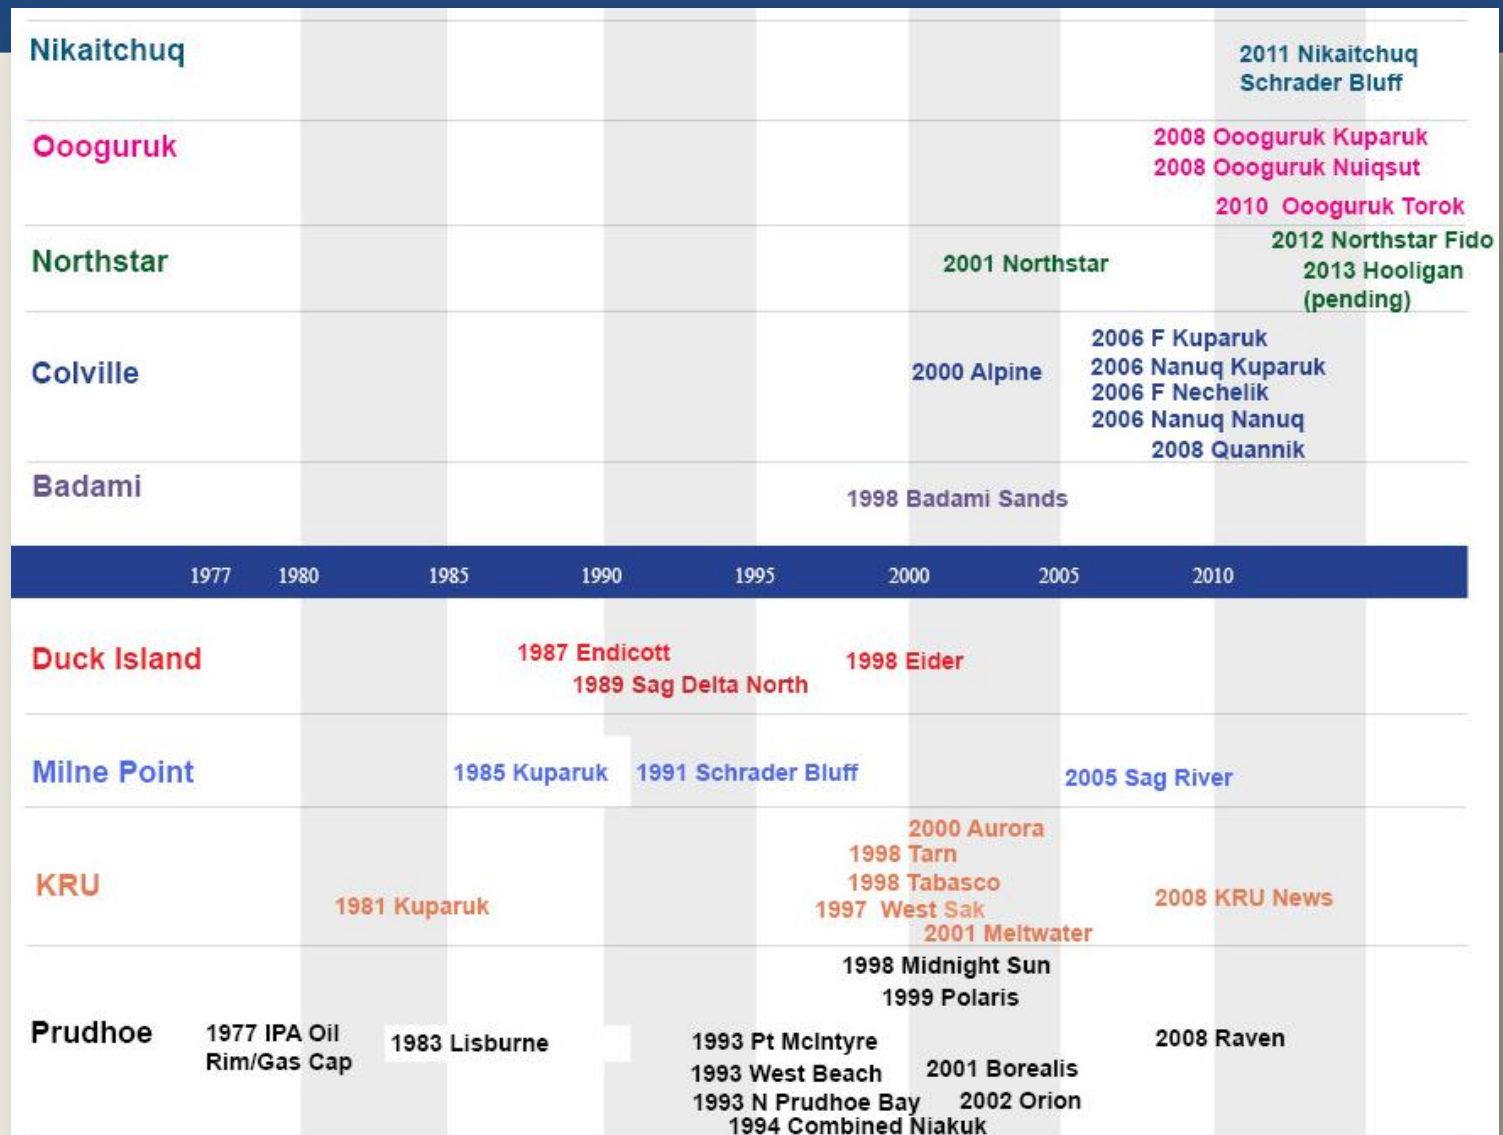 Nikaitchuq
2011 Nikaitchuq
Schrader Bluff
Oooguruk
2008 Oooguruk Kuparuk
2008 Oooguruk Nuiqsut
2010 Oooguruk Torok
Northstar
2001 Northstar
2012 Northstar Fido
2013 Hooligan
(pending)
Colville
2000 Alpine
2006 F Kuparuk
2006 Nanuq Kuparuk
2006 F Nechelik
2006 Nanuq Nanuq
2008 Quannik
Badami
1998 Badami Sands
1977 1980 1985 1990 1995 2000 2005 2010
Duck Island
1987 Endicott
1989 Sag Delta North
1998 Eider
Milne Point
1985 Kuparuk
1991 Schrader Bluff
2005 Sag River
KRU
1981 Kuparuk
2000 Aurora
1998 Tarn
1998 Tabasco
1997 West Sak
2001 Meltwater
2008 KRU News
Prudhoe
1977 IPA Oil
Rim/Gas Cap
1983 Lisburne
1998 Midnight Sun
1999 Polaris
1993 Pt McIntyre
1993 West Beach
1993 N Prudhoe Bay
1994 Combined Niakuk
2001 Borealis
2002 Orion
2008 Raven